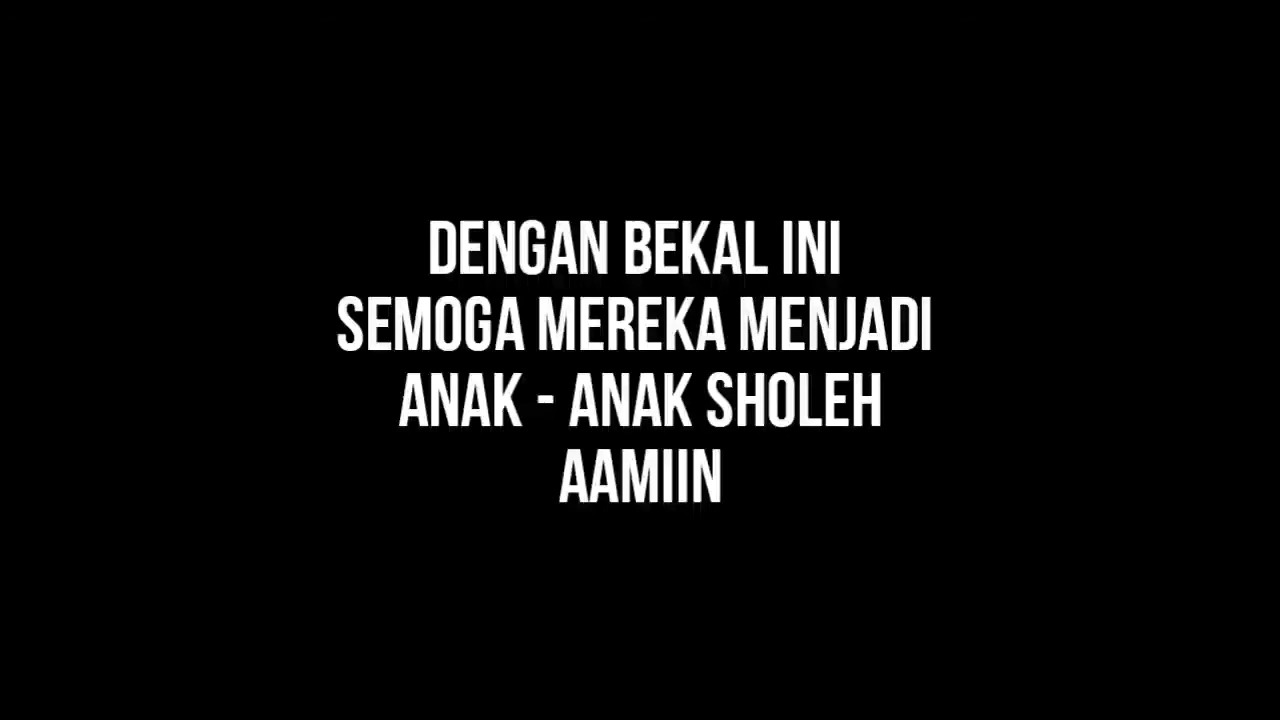 DENGAN BEKAL INI
SEMOGA MEREKA MENJADI
ANAK - ANAK SHOLEH
AAMIIN